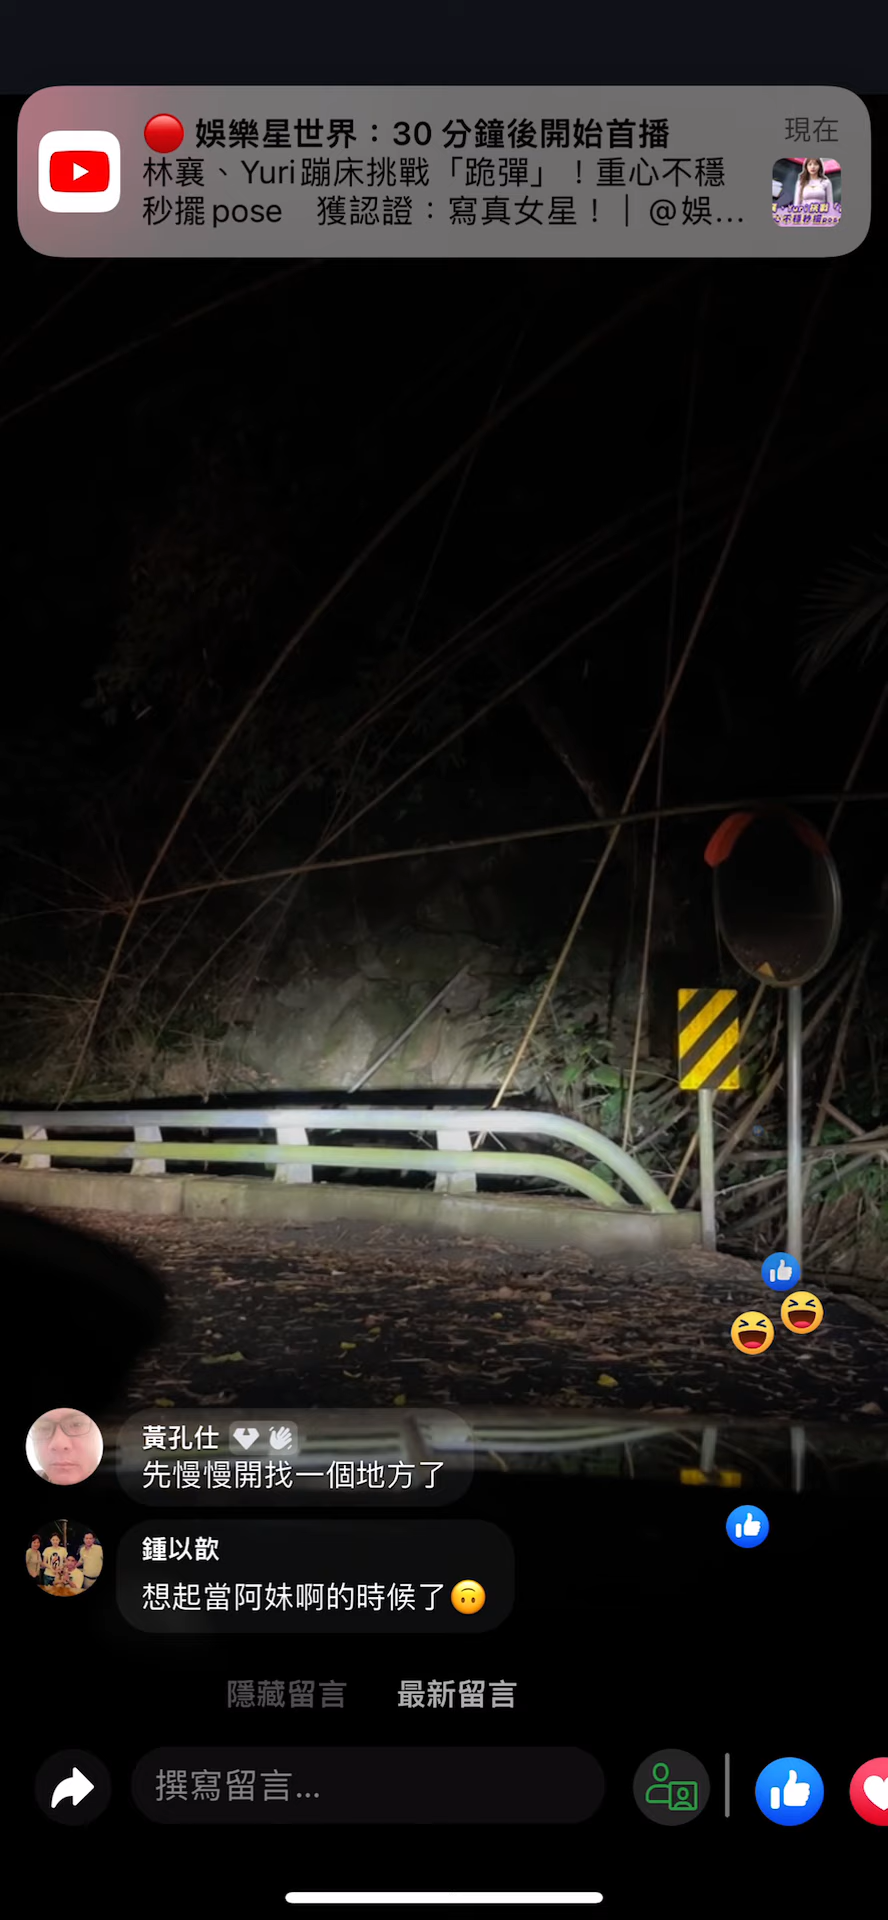 🔴 娛樂星世界：30 分鐘後開始首播
現在
林襄、Yuri蹦床挑戰「跪彈」！重心不穩
秒擺pose　獲認證：寫真女星！｜@娛...
黃孔仕
先慢慢開找一個地方了
鍾以歆
想起當阿妹啊的時候了🙃
隱藏留言
最新留言
撰寫留言...